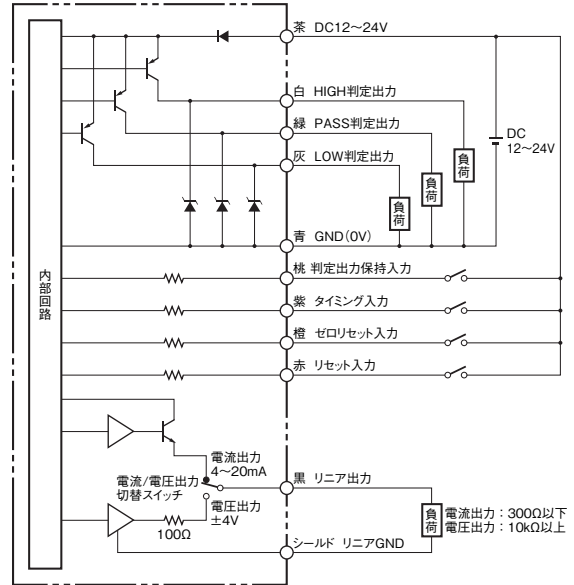 茶 DC12～24V
白 HIGH判定出力
緑 PASS判定出力
灰 LOW判定出力
DC
12～24V
負荷
負荷
負荷
青 GND(0V)
内部回路
桃 判定出力保持入力
紫 タイミング入力
橙 ゼロリセット入力
赤 リセット入力
電流出力
4～20mA
電流/電圧出力
切替スイッチ
黒 リニア出力
電圧出力
±4V
100Ω
負荷
電流出力：300Ω以下
電圧出力：10kΩ以上
シールド リニアGND